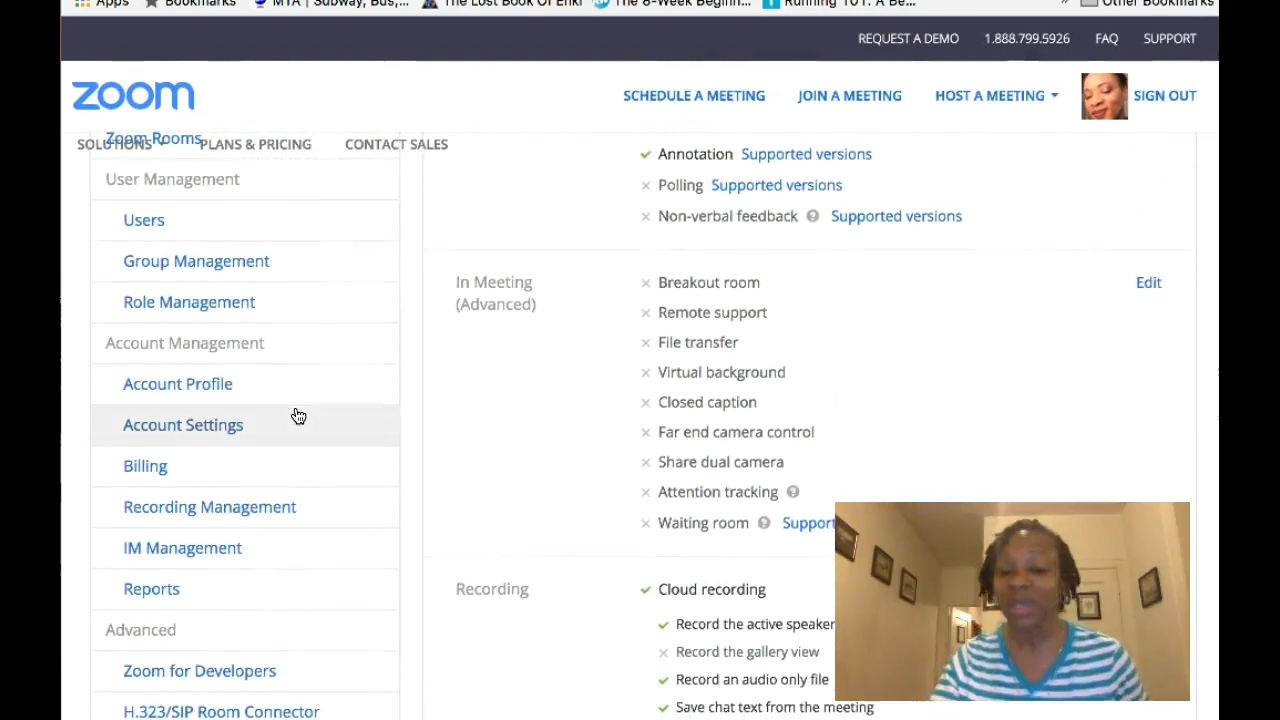 Apps Bookmarks MTA | Subway, Bus,... The Lost Book Of Enki The 8-Week Beginn... Running 101: A Be... » Other Bookmarks
REQUEST A DEMO 1.888.799.5926 FAQ SUPPORT
zoom SCHEDULE A MEETING JOIN A MEETING HOST A MEETING SIGN OUT
SOLUTIONS PLANS & PRICING CONTACT SALES
Zoom Rooms
User Management
Users
Group Management
Role Management
Account Management
Account Profile
Account Settings
Billing
Recording Management
IM Management
Reports
Advanced
Zoom for Developers
H.323/SIP Room Connector
Annotation Supported versions
Polling Supported versions
Non-verbal feedback ? Supported versions
In Meeting
(Advanced)
Edit
Breakout room
Remote support
File transfer
Virtual background
Closed caption
Far end camera control
Share dual camera
Attention tracking ?
Waiting room ? Support
Recording
Cloud recording
Record the active speaker
Record the gallery view
Record an audio only file
Save chat text from the meeting